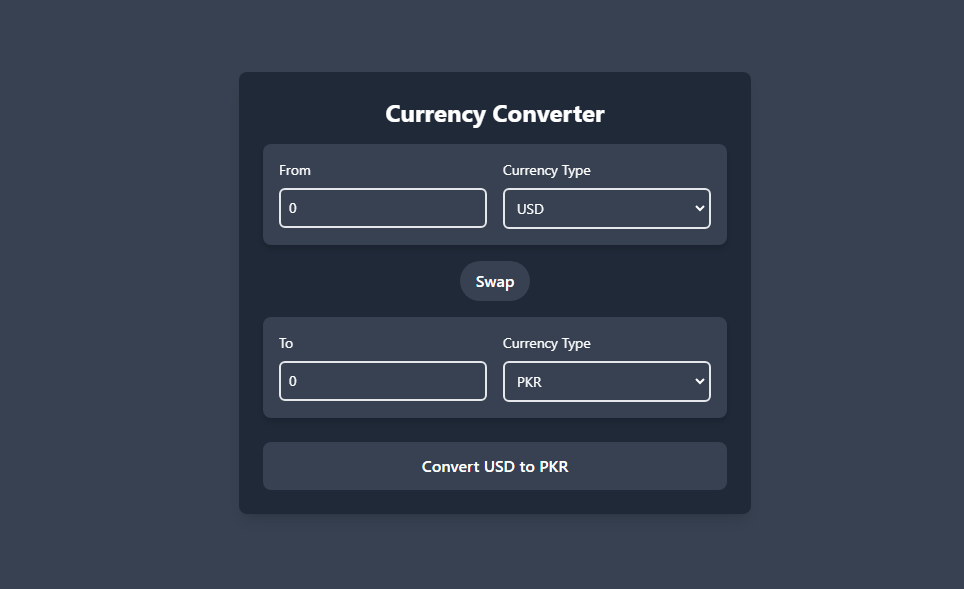 Currency Converter
From
Currency Type
0
USD
Swap
To
Currency Type
0
PKR
Convert USD to PKR